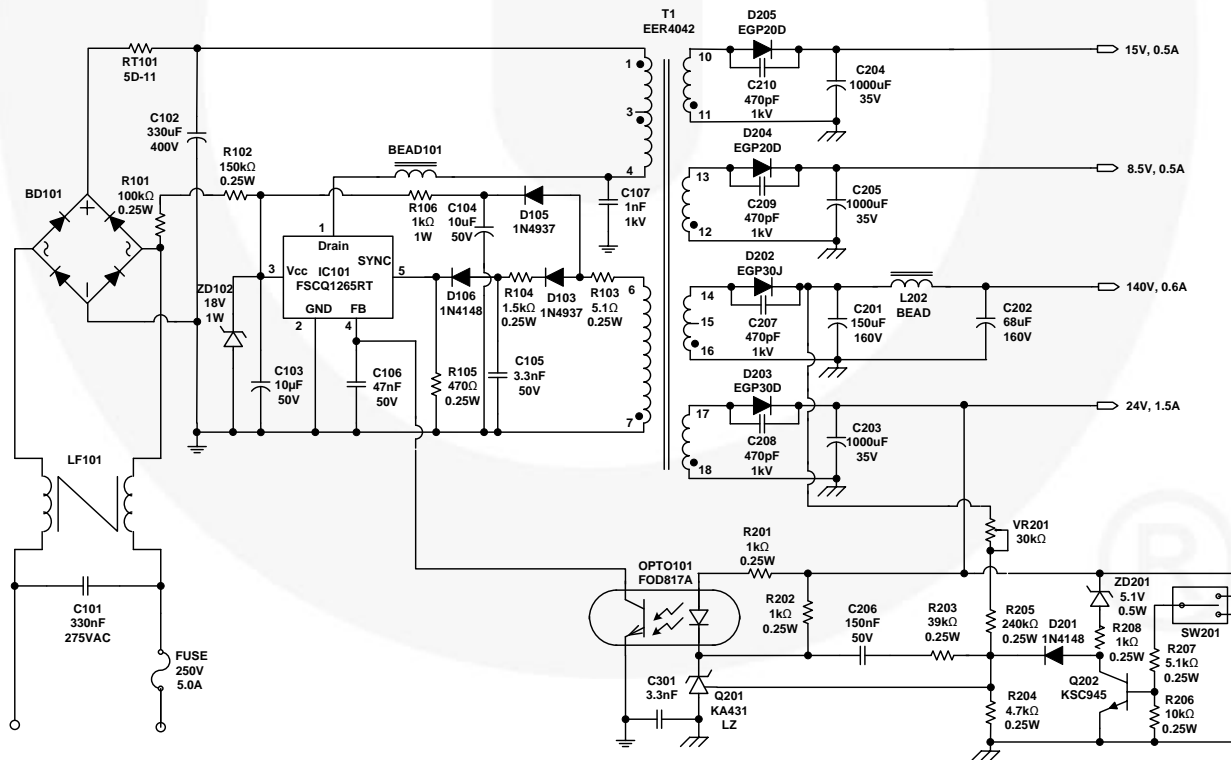 T1
EER4042
RT101
5D-11
C102
330uF
400V
R102
150kΩ
0.25W
R101
100kΩ
0.25W
BD101
BEAD101
1
3
4
C107
1nF
1kV
R106
1kΩ
1W
C104
10uF
50V
D105
1N4937
1
Drain
SYNC
3
Vcc
IC101
FSCQ1265RT
5
GND
FB
2
4
ZD102
18V
1W
D106
1N4148
R104
1.5kΩ
0.25W
D103
1N4937
R103
5.1Ω
0.25W
6
7
C103
10µF
50V
C106
47nF
50V
R105
470Ω
0.25W
C105
3.3nF
50V
LF101
C101
330nF
275VAC
FUSE
250V
5.0A
10
11
D205
EGP20D
C210
470pF
1kV
C204
1000uF
35V
15V, 0.5A
13
12
D204
EGP20D
C209
470pF
1kV
C205
1000uF
35V
8.5V, 0.5A
14
15
16
D202
EGP30J
C207
470pF
1kV
C201
150uF
160V
L202
BEAD
C202
68uF
160V
140V, 0.6A
17
18
D203
EGP30D
C208
470pF
1kV
C203
1000uF
35V
24V, 1.5A
VR201
30kΩ
OPTO101
FOD817A
R201
1kΩ
0.25W
R202
1kΩ
0.25W
C206
150nF
50V
R203
39kΩ
0.25W
R205
240kΩ
0.25W
D201
1N4148
ZD201
5.1V
0.5W
R208
1kΩ
0.25W
SW201
R207
5.1kΩ
0.25W
C301
3.3nF
Q201
KA431
LZ
R204
4.7kΩ
0.25W
Q202
KSC945
R206
10kΩ
0.25W
R